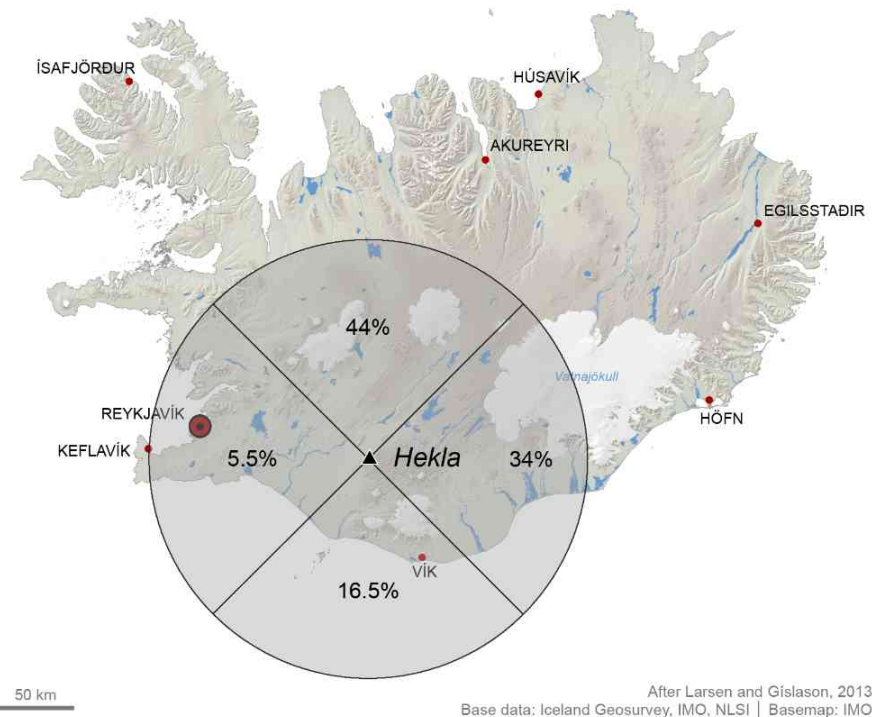 ÍSAFJÖRÐUR
HÚSAVÍK
AKUREYRI
EGILSSTAÐIR
44%
Vatnajökull
REYKJAVÍK
HÖFN
KEFLAVÍK
5.5%
Hekla
34%
VÍK
16.5%
50 km
After Larsen and Gíslason, 2013
Base data: Iceland Geosurvey, IMO, NLSI | Basemap: IMO